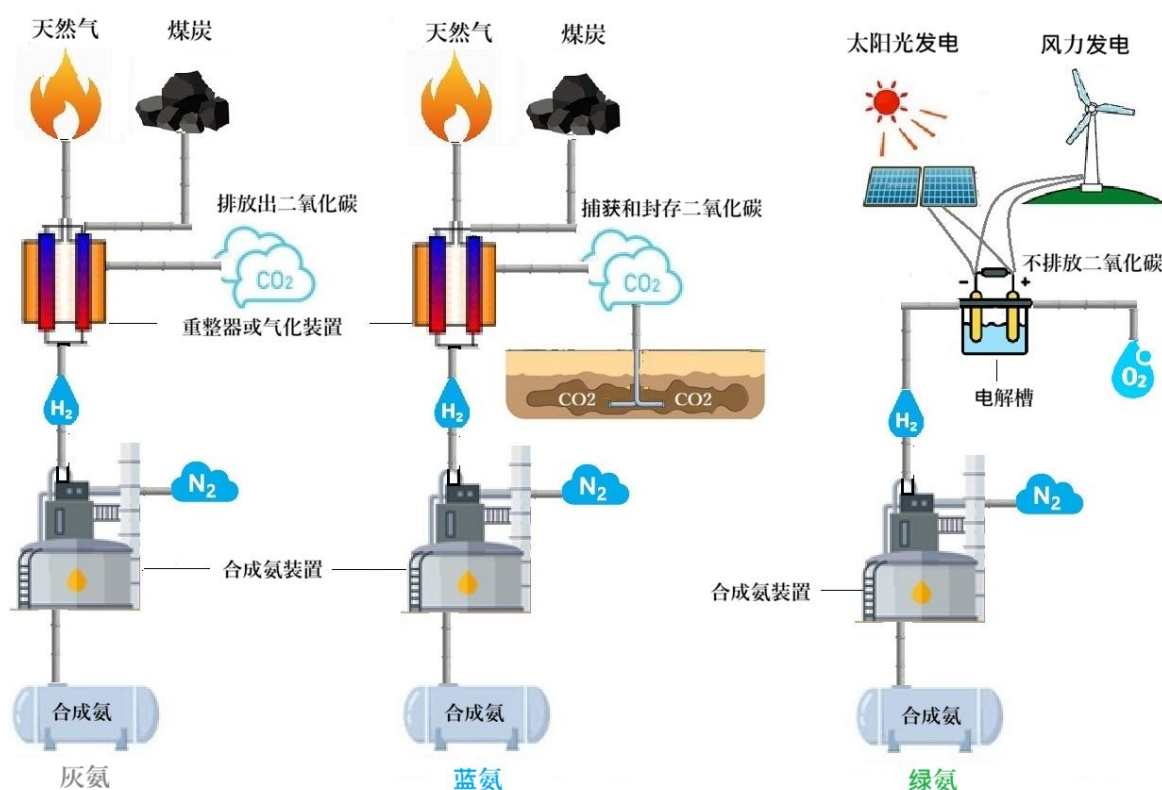 天然气
煤炭
排放出二氧化碳
CO2
重整器或气化装置
H2
N2
合成氨装置
合成氨
灰氨
天然气
煤炭
捕获和封存二氧化碳
CO2
CO2
CO2
H2
N2
合成氨
蓝氨
太阳光发电
风力发电
不排放二氧化碳
-
+
O2
电解槽
H2
N2
合成氨装置
合成氨
绿氨